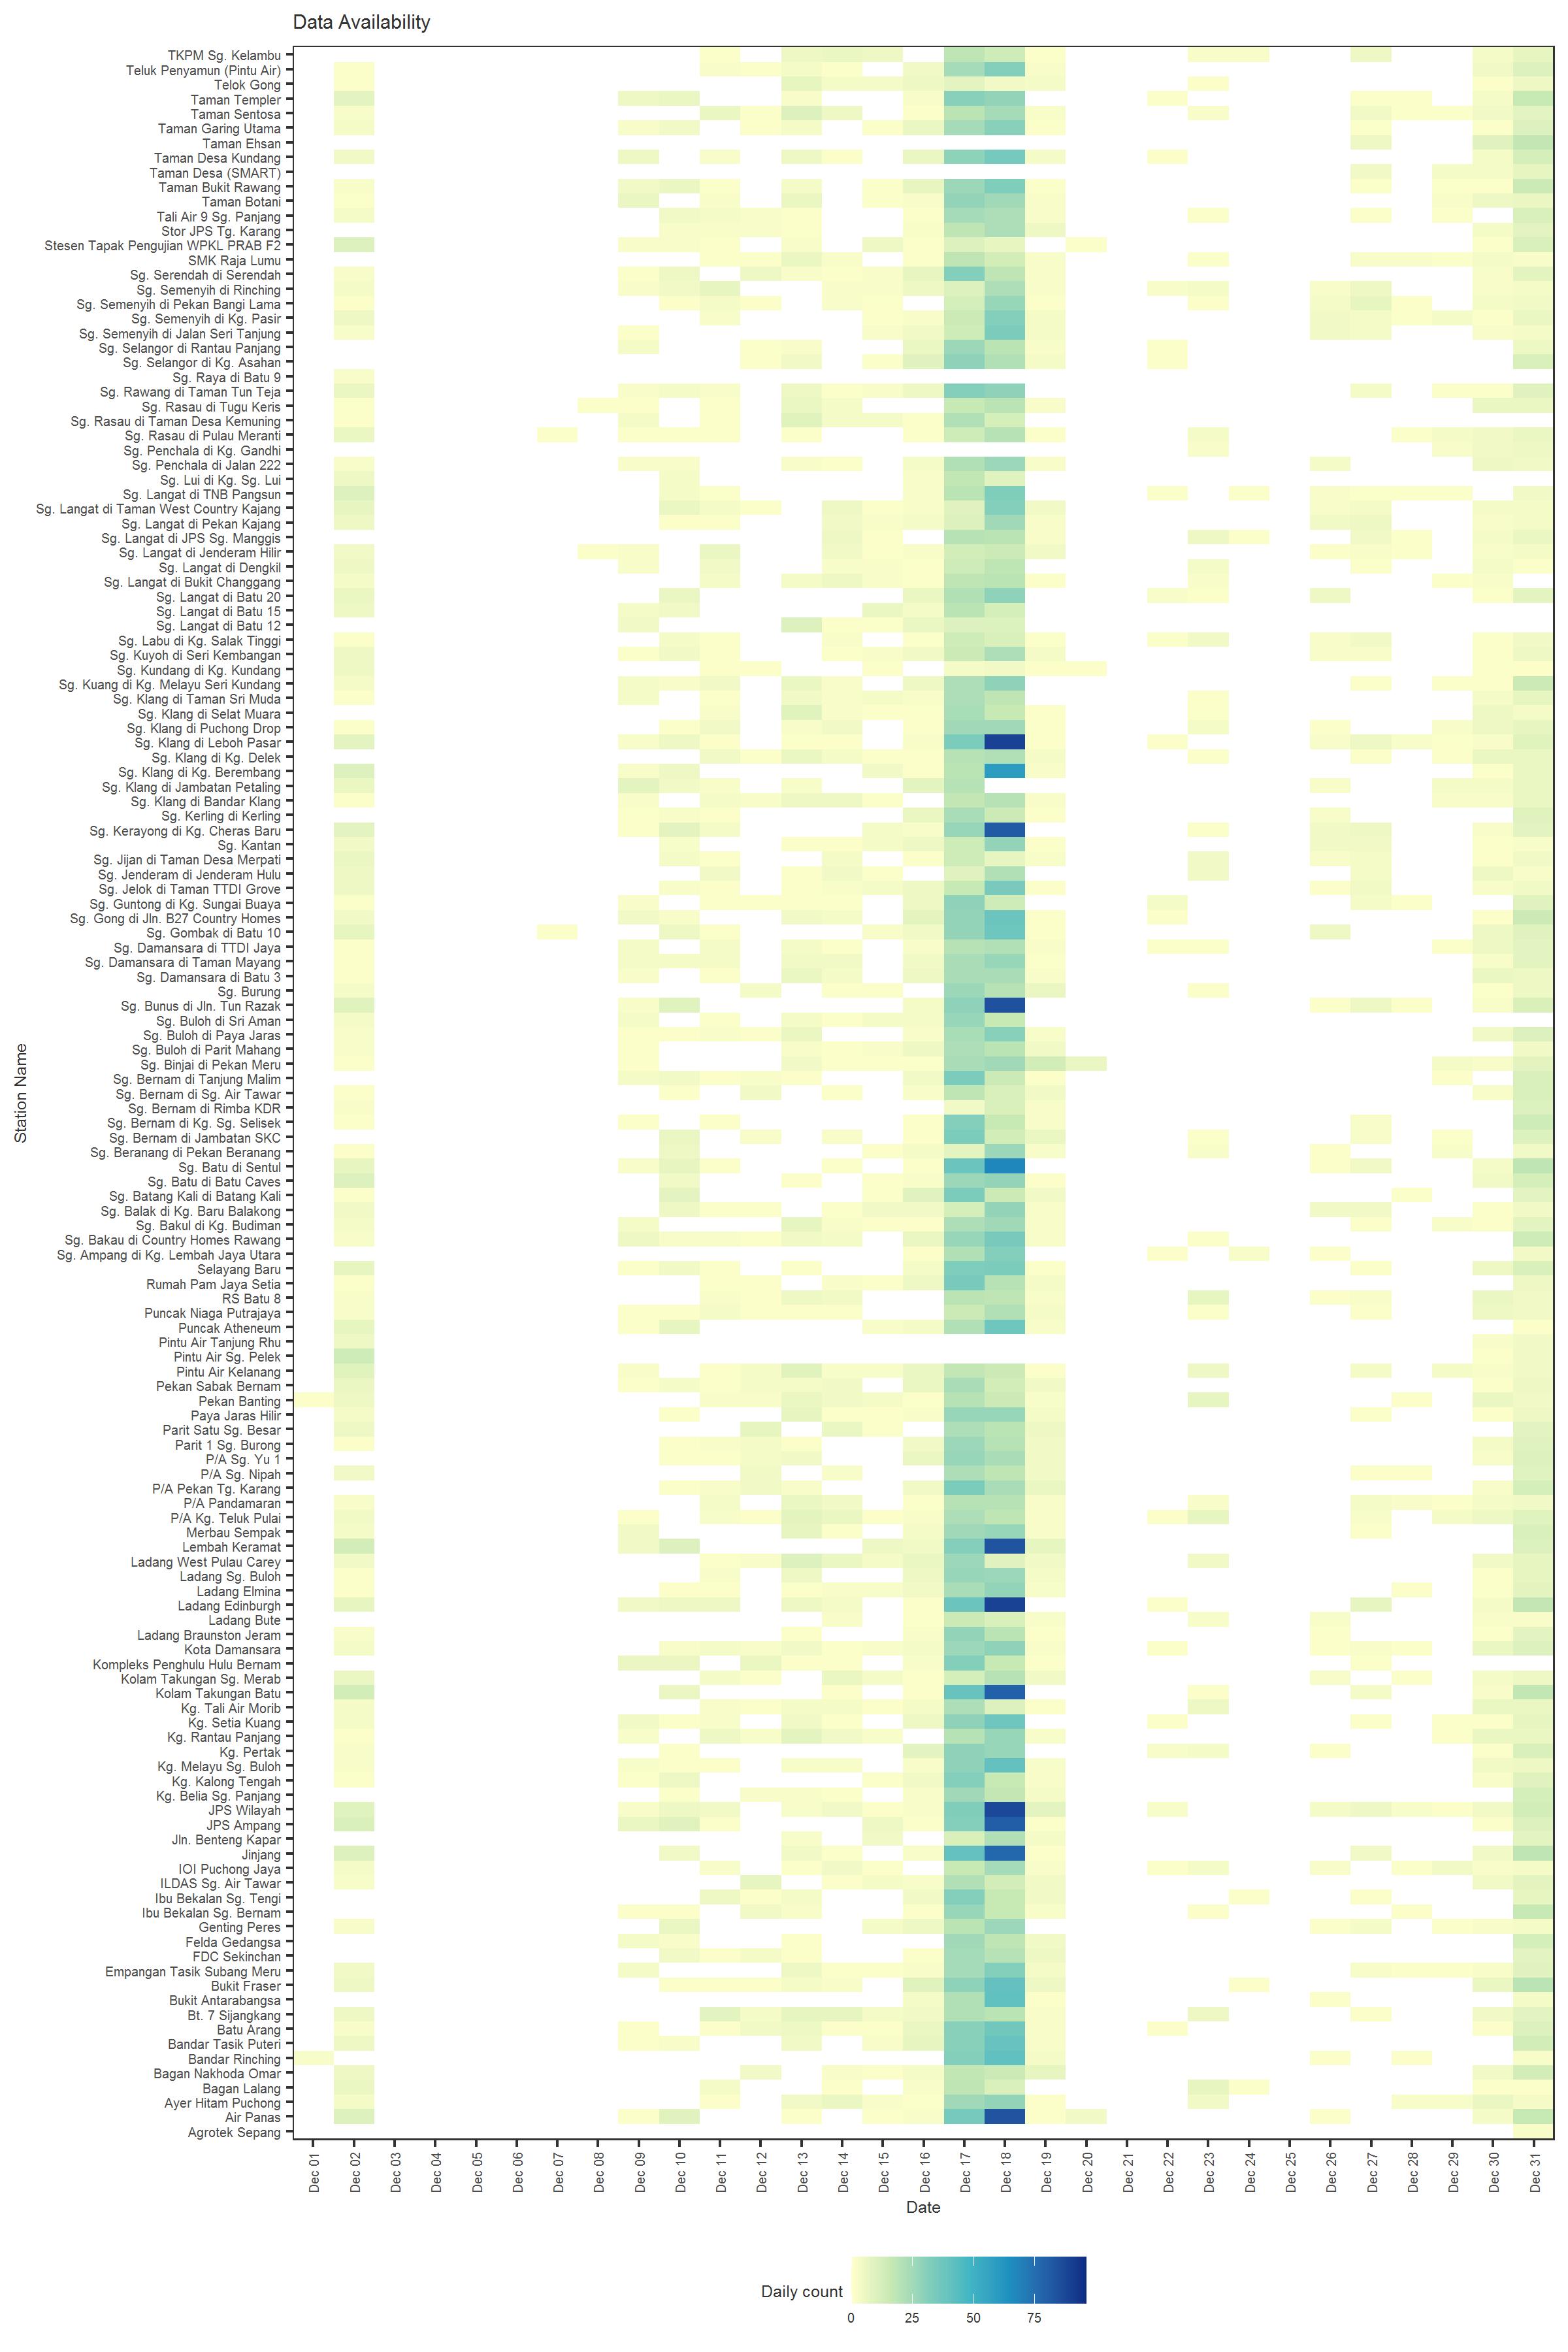 Data Availability
TKPM Sg. Kelambu
Teluk Penyamun (Pintu Air)
Telok Gong
Taman Templer
Taman Sentosa
Taman Garing Utama
Taman Ehsan
Taman Desa Kundang
Taman Desa (SMART)
Taman Bukit Rawang
Taman Botani
Tali Air 9 Sg. Panjang
Stor JPS Tg. Karang
Stesen Tapak Pengujian WPKL PRAB F2
SMK Raja Lumu
Sg. Serendah di Serendah
Sg. Semenyih di Rinching
Sg. Semenyih di Pekan Bangi Lama
Sg. Semenyih di Kg. Pasir
Sg. Semenyih di Jalan Seri Tanjung
Sg. Selangor di Rantau Panjang
Sg. Selangor di Kg. Asahan
Sg. Raya di Batu 9
Sg. Rawang di Taman Tun Teja
Sg. Rasau di Tugu Keris
Sg. Rasau di Taman Desa Kemuning
Sg. Rasau di Pulau Meranti
Sg. Penchala di Kg. Gandhi
Sg. Penchala di Jalan 222
Sg. Lui di Kg. Sg. Lui
Sg. Langat di TNB Pangsun
Sg. Langat di Taman West Country Kajang
Sg. Langat di Pekan Kajang
Sg. Langat di JPS Sg. Manggis
Sg. Langat di Jenderam Hilir
Sg. Langat di Dengkil
Sg. Langat di Bukit Changgang
Sg. Langat di Batu 20
Sg. Langat di Batu 15
Sg. Langat di Batu 12
Sg. Labu di Kg. Salak Tinggi
Sg. Kuyoh di Seri Kembangan
Sg. Kundang di Kg. Kundang
Sg. Kuang di Kg. Melayu Seri Kundang
Sg. Klang di Taman Sri Muda
Sg. Klang di Selat Muara
Sg. Klang di Puchong Drop
Sg. Klang di Leboh Pasar
Sg. Klang di Kg. Delek
Sg. Klang di Kg. Berembang
Sg. Klang di Jambatan Petaling
Sg. Klang di Bandar Klang
Sg. Kerling di Kerling
Sg. Kerayong di Kg. Cheras Baru
Sg. Kantan
Sg. Jijan di Taman Desa Merpati
Sg. Jenderam di Jenderam Hulu
Sg. Jelok di Taman TTDI Grove
Sg. Guntong di Kg. Sungai Buaya
Sg. Gong di Jln. B27 Country Homes
Sg. Gombak di Batu 10
Sg. Damansara di TTDI Jaya
Sg. Damansara di Taman Mayang
Sg. Damansara di Batu 3
Sg. Burung
Sg. Bunus di Jln. Tun Razak
Sg. Buloh di Sri Aman
Sg. Buloh di Paya Jaras
Sg. Buloh di Parit Mahang
Sg. Binjai di Pekan Meru
Sg. Bernam di Tanjung Malim
Sg. Bernam di Sg. Air Tawar
Sg. Bernam di Rimba KDR
Sg. Bernam di Kg. Sg. Selisek
Sg. Bernam di Jambatan SKC
Sg. Beranang di Pekan Beranang
Sg. Batu di Sentul
Sg. Batu di Batu Caves
Sg. Batang Kali di Batang Kali
Sg. Balak di Kg. Baru Balakong
Sg. Bakul di Kg. Budiman
Sg. Bakau di Country Homes Rawang
Sg. Ampang di Kg. Lembah Jaya Utara
Selayang Baru
Rumah Pam Jaya Setia
RS Batu 8
Puncak Niaga Putrajaya
Puncak Atheneum
Pintu Air Tanjung Rhu
Pintu Air Sg. Pelek
Pintu Air Kelanang
Pekan Sabak Bernam
Pekan Banting
Paya Jaras Hilir
Parit Satu Sg. Besar
Parit 1 Sg. Burong
P/A Sg. Yu 1
P/A Sg. Nipah
P/A Pekan Tg. Karang
P/A Pandamaran
P/A Kg. Teluk Pulai
Merbau Sempak
Lembah Keramat
Ladang West Pulau Carey
Ladang Sg. Buloh
Ladang Elmina
Ladang Edinburgh
Ladang Bute
Ladang Braunston Jeram
Kota Damansara
Kompleks Penghulu Hulu Bernam
Kolam Takungan Sg. Merab
Kolam Takungan Batu
Kg. Tali Air Morib
Kg. Setia Kuang
Kg. Rantau Panjang
Kg. Pertak
Kg. Melayu Sg. Buloh
Kg. Kalong Tengah
Kg. Belia Sg. Panjang
JPS Wilayah
JPS Ampang
Jln. Benteng Kapar
Jinjang
IOI Puchong Jaya
ILDAS Sg. Air Tawar
Ibu Bekalan Sg. Tengi
Ibu Bekalan Sg. Bernam
Genting Peres
Felda Gedangsa
FDC Sekinchan
Empangan Tasik Subang Meru
Bukit Fraser
Bukit Antarabangsa
Bt. 7 Sijangkang
Batu Arang
Bandar Tasik Puteri
Bandar Rinching
Bagan Nakhoda Omar
Bagan Lalang
Ayer Hitam Puchong
Air Panas
Agrotek Sepang
Station Name
Dec 01
Dec 02
Dec 03
Dec 04
Dec 05
Dec 06
Dec 07
Dec 08
Dec 09
Dec 10
Dec 11
Dec 12
Dec 13
Dec 14
Dec 15
Dec 16
Dec 17
Dec 18
Dec 19
Dec 20
Dec 21
Dec 22
Dec 23
Dec 24
Dec 25
Dec 26
Dec 27
Dec 28
Dec 29
Dec 30
Dec 31
Date
Daily count
0 25 50 75